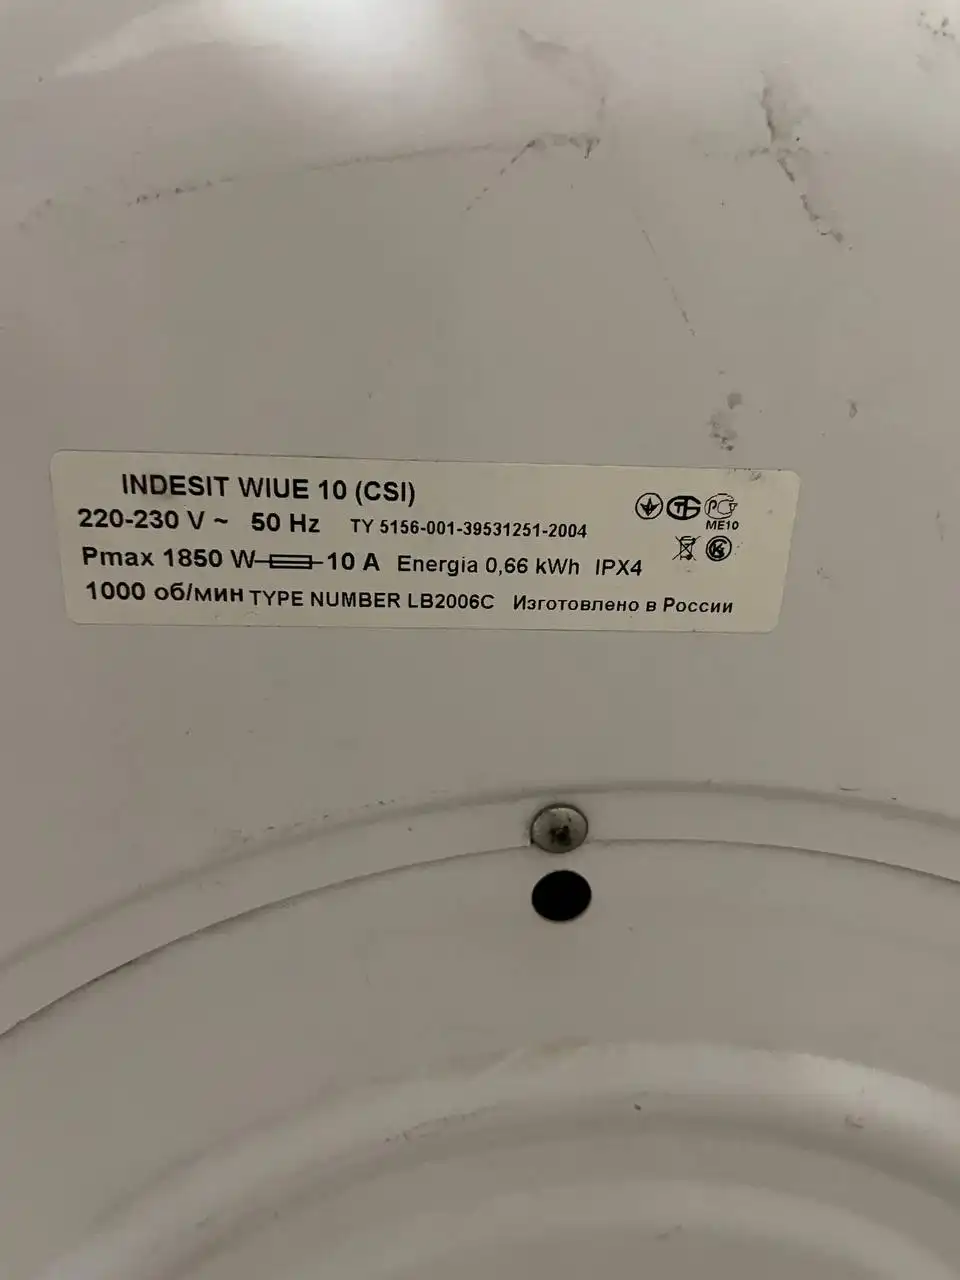 INDESIT WIUE 10 (CSI)
220-230 V ~ 50 Hz TY 5156-001-39531251-2004
Pmax 1850 W 10 A Energia 0,66 kWh IPX4
1000 об/мин TYPE NUMBER LB2006C Изготовлено в России
ME10